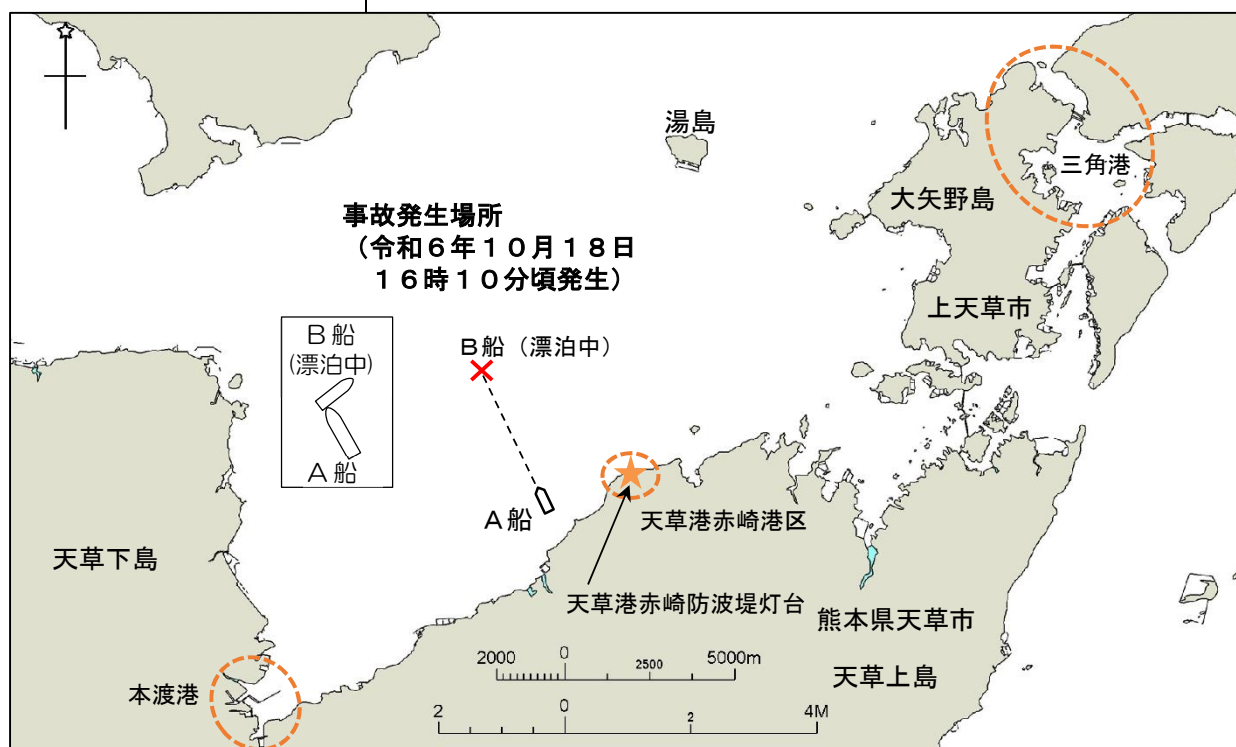 湯島
三角港
大矢野島
事故発生場所
（令和６年１０月１８日
１６時１０分頃発生）
上天草市
Ｂ船
(漂泊中)
Ａ船
Ｂ船（漂泊中）
Ａ船
天草港赤崎港区
天草下島
天草港赤崎防波堤灯台
熊本県天草市
天草上島
本渡港
2000 0 2500 5000m
2 0 2 4M